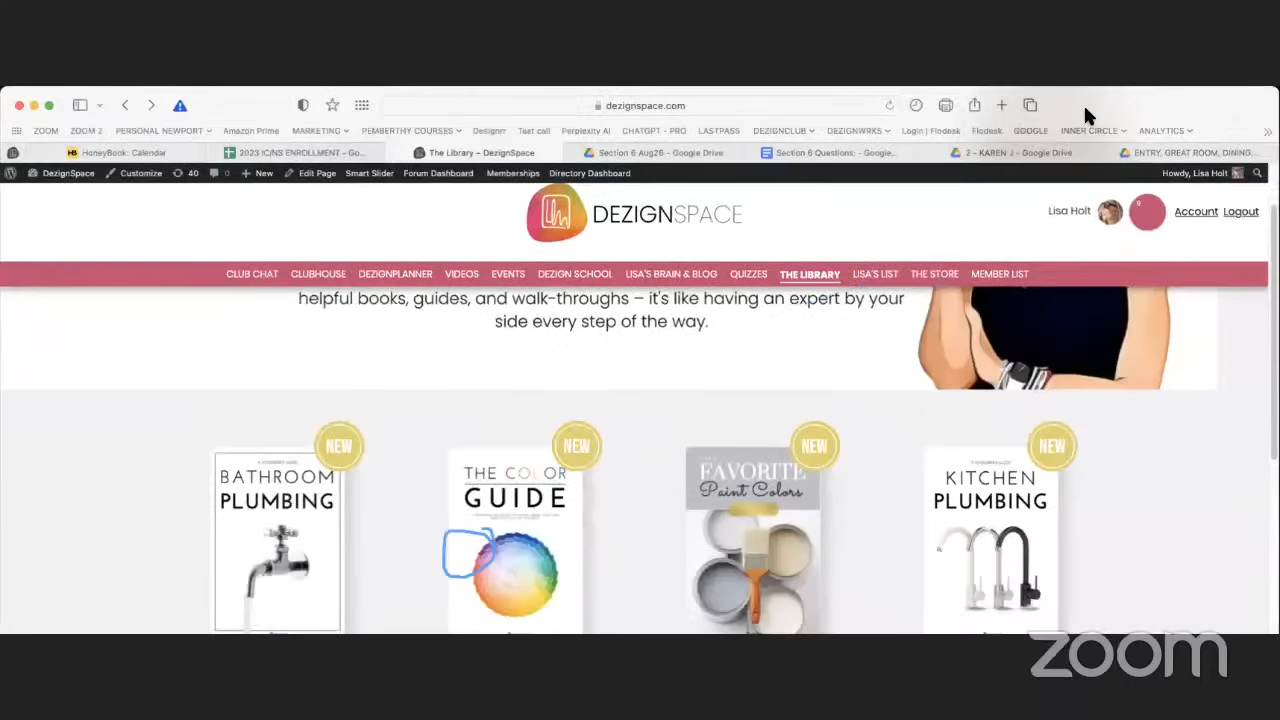 dezignspace.com
ZOOM ZOOM 2 PERSONAL NEWPORT Amazon Prime MARKETING PEMBERTHY COURSES Designrr Test call Perplexity AI CHATGPT - PRO LASTPASS DEZIGNCLUB DEZIGNWRKS Login | Flodesk Flodesk GOOGLE INNER CIRCLE ANALYTICS »
HoneyBook: Calendar 2023 IC/NS ENROLLMENT – Go... The Library – DezignSpace Section 6 Aug26 – Google Drive Section 6 Questions: - Google... 2 - KAREN J - Google Drive ENTRY, GREAT ROOM, DINING,...
DezignSpace Customize 40 0 New Edit Page Smart Slider Forum Dashboard Memberships Directory Dashboard Howdy, Lisa Holt
DEZIGNSPACE
Lisa Holt 0 Account Logout
CLUB CHAT CLUBHOUSE DEZIGNPLANNER VIDEOS EVENTS DEZIGN SCHOOL LISA'S BRAIN & BLOG QUIZZES THE LIBRARY LISA'S LIST THE STORE MEMBER LIST
helpful books, guides, and walk-throughs – it's like having an expert by your
side every step of the way.
NEW NEW NEW NEW
BATHROOM
PLUMBING
THE COLOR
GUIDE
FAVORITE
Paint Colors
KITCHEN
PLUMBING
zoom